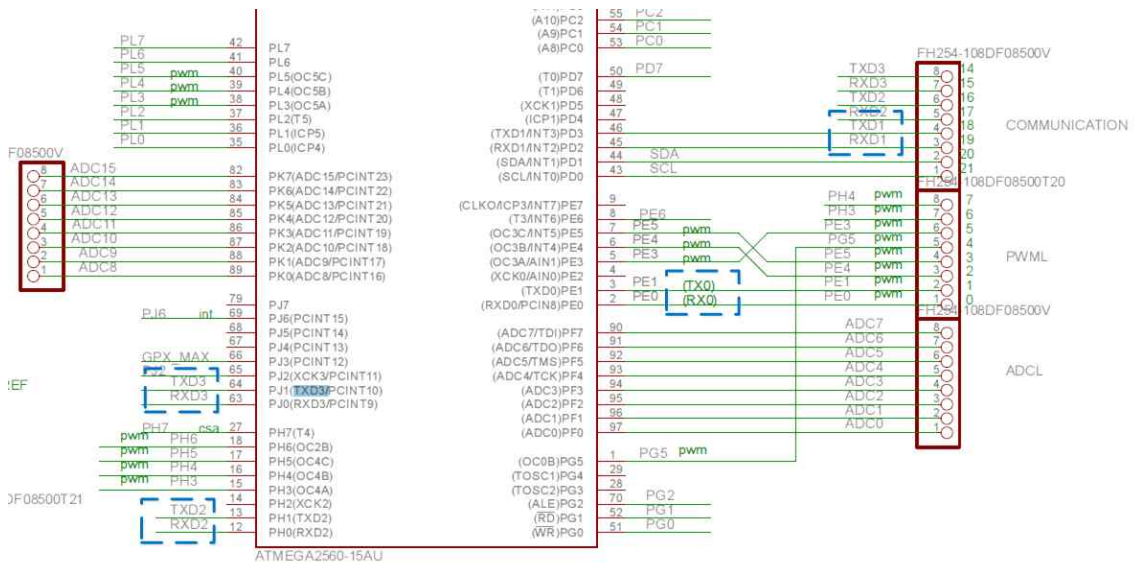 (A10)PC2 55 PC2
(A9)PC1 54 PC1
(A8)PC0 53 PC0
PL7 42 PL7
PL6 41 PL6
PL5 pwm 40 PL5(OC5C)
PL4 pwm 39 PL4(OC5B)
PL3 pwm 38 PL3(OC5A)
PL2 37 PL2(T5)
PL1 36 PL1(ICP5)
PL0 35 PL0(ICP4)
(T0)PD7 50 PD7
(T1)PD6 49
(XCK1)PD5 48
(ICP1)PD4 47
(TXD1/INT3)PD3 46
(RXD1/INT2)PD2 45
(SDA/INT1)PD1 44 SDA
(SCL/INT0)PD0 43 SCL
FH254-108DF08500V
TXD3 8 14
RXD3 7 15
TXD2 6 16
RXD2 5 17
TXD1 4 18
RXD1 3 19
2 20
1 21
COMMUNICATION
F08500V
8 ADC15 82 PK7(ADC15/PCINT23)
7 ADC14 83 PK6(ADC14/PCINT22)
6 ADC13 84 PK5(ADC13/PCINT21)
5 ADC12 85 PK4(ADC12/PCINT20)
4 ADC11 86 PK3(ADC11/PCINT19)
3 ADC10 87 PK2(ADC10/PCINT18)
2 ADC9 88 PK1(ADC9/PCINT17)
1 ADC8 89 PK0(ADC8/PCINT16)
(CLKO/ICP3/INT7)PE7 9
(T3/INT6)PE6 8 PE6
(OC3C/INT5)PE5 7 PE5 pwm
(OC3B/INT4)PE4 6 PE4 pwm
(OC3A/AIN1)PE3 5 PE3 pwm
(XCK0/AIN0)PE2 4
(TXD0)PE1 3 PE1 (TX0)
(RXD0/PCIN8)PE0 2 PE0 (RX0)
FH254-108DF08500T20
PH4 pwm 8 7
PH3 pwm 7 6
PE3 pwm 6 5
PG5 pwm 5 4
PE5 pwm 4 3
PE4 pwm 3 2
PE1 pwm 2 1
PE0 pwm 1 0
PWML
79 PJ7
PJ6 int 69 PJ6(PCINT15)
68 PJ5(PCINT14)
67 PJ4(PCINT13)
GPX_MAX 66 PJ3(PCINT12)
PJ2 65 PJ2(XCK3/PCINT11)
TXD3 64 PJ1(TXD3/PCINT10)
RXD3 63 PJ0(RXD3/PCINT9)
REF
(ADC7/TDI)PF7 90
(ADC6/TDO)PF6 91
(ADC5/TMS)PF5 92
(ADC4/TCK)PF4 93
(ADC3)PF3 94
(ADC2)PF2 95
(ADC1)PF1 96
(ADC0)PF0 97
FH254-108DF08500V
ADC7 8
ADC6 7
ADC5 6
ADC4 5
ADC3 4
ADC2 3
ADC1 2
ADC0 1
ADCL
PH7 csa 27 PH7(T4)
pwm PH6 18 PH6(OC2B)
pwm PH5 17 PH5(OC4C)
pwm PH4 16 PH4(OC4B)
pwm PH3 15 PH3(OC4A)
14 PH2(XCK2)
TXD2 13 PH1(TXD2)
RXD2 12 PH0(RXD2)
DF08500T21
(OC0B)PG5 1 PG5 pwm
(TOSC1)PG4 29
(TOSC2)PG3 28
(ALE)PG2 70 PG2
(RD)PG1 52 PG1
(WR)PG0 51 PG0
ATMEGA2560-15AU